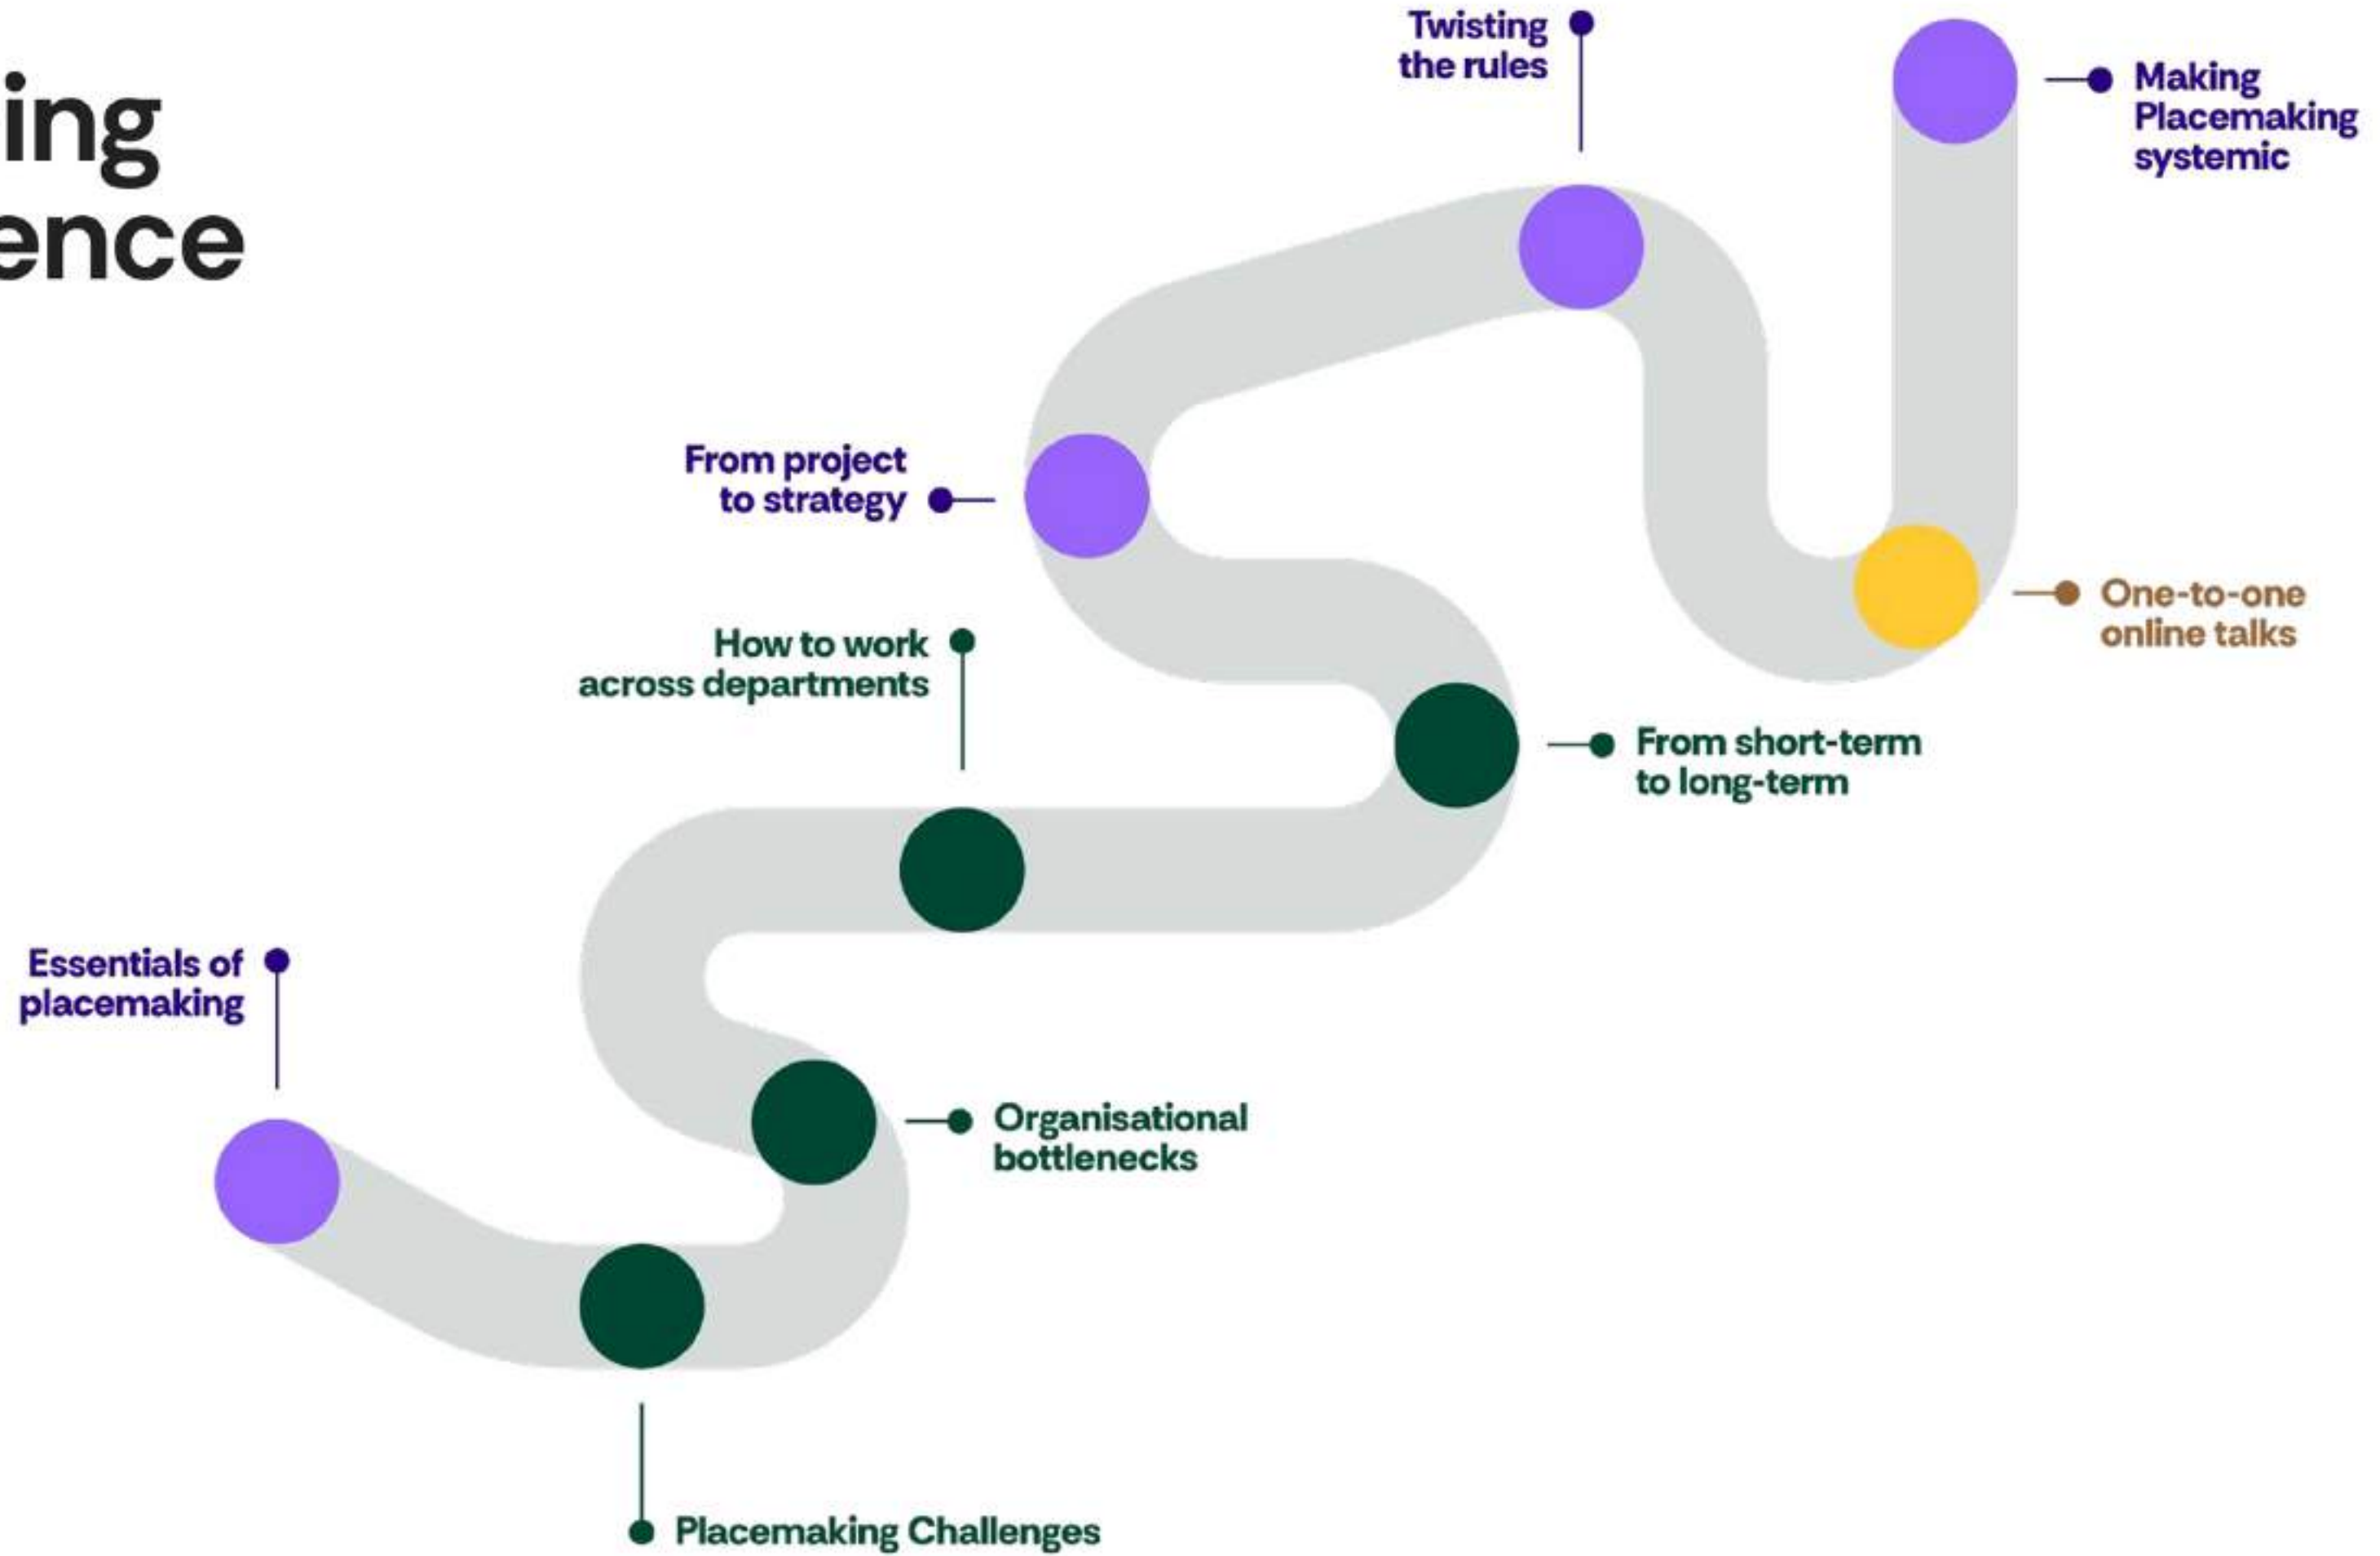 ing
ence
Twisting
the rules
Making
Placemaking
systemic
From project
to strategy
One-to-one
online talks
How to work
across departments
From short-term
to long-term
Essentials of
placemaking
Organisational
bottlenecks
Placemaking Challenges